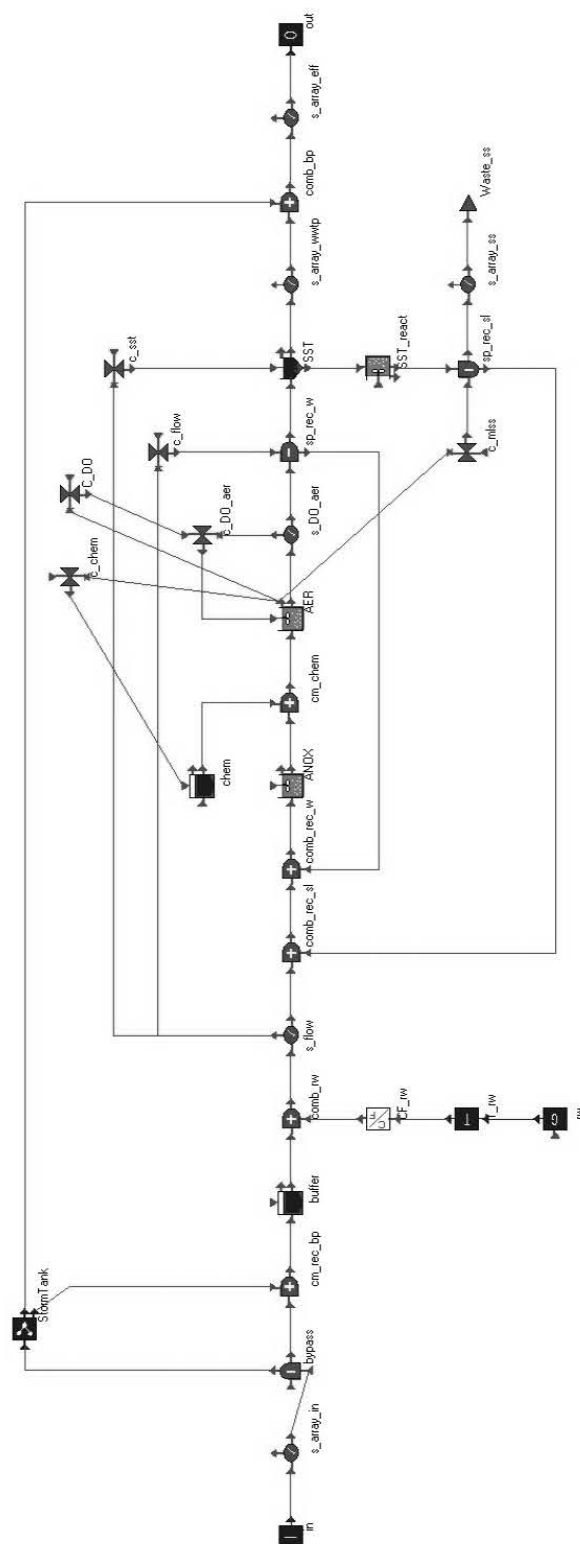 StormTank
c_chem
C_DO
c_sst
c_flow
chem
c_DO_aer
I
O
in
s_array_in
bypass
cm_rec_bp
buffer
comb_rw
s_flow
comb_rec_sl
comb_rec_w
ANOX
cm_chem
AER
s_DO_aer
sp_rec_w
SST
s_array_wwtp
comb_bp
s_array_eff
out
C
F
CF_rw
SST_react
T
T_rw
c_mlss
sp_rec_sl
s_array_ss
Waste_ss
G